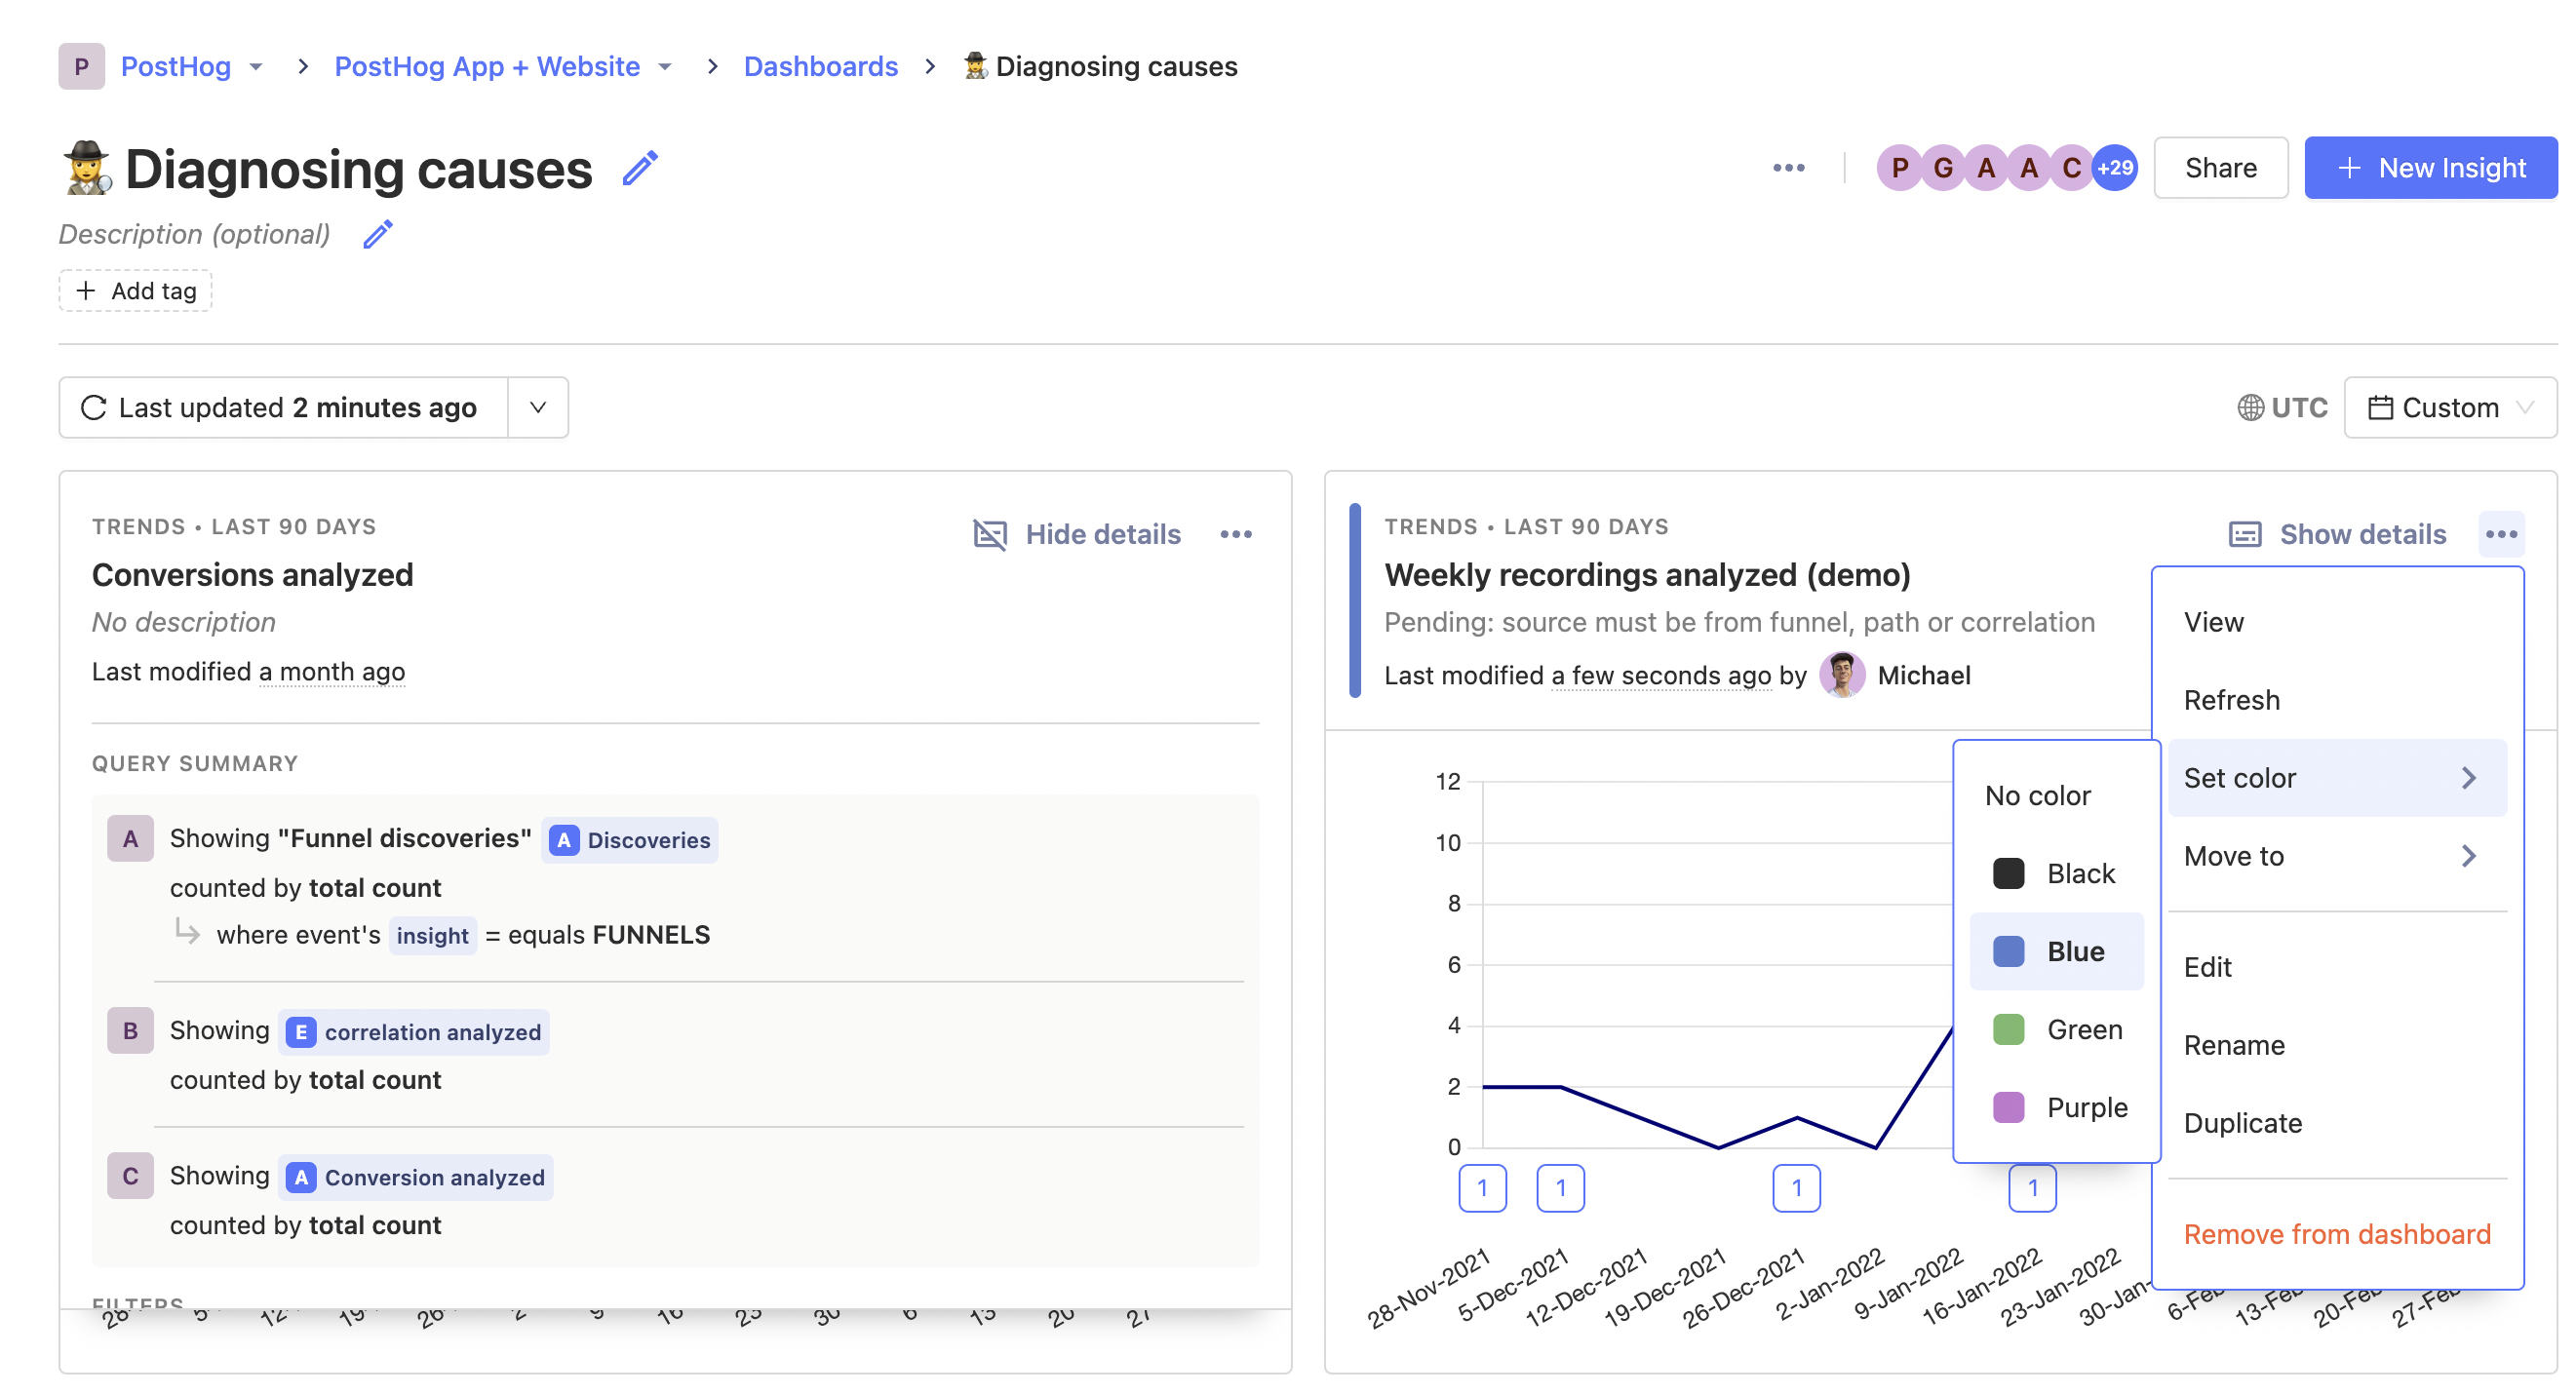 P PostHog > PostHog App + Website > Dashboards > 🕵️‍♀️ Diagnosing causes
🕵️‍♀️ Diagnosing causes
P G A A C +29 Share + New Insight
Description (optional)
+ Add tag
Last updated 2 minutes ago
UTC Custom
TRENDS • LAST 90 DAYS
Hide details
Conversions analyzed
No description
Last modified a month ago
QUERY SUMMARY
A Showing "Funnel discoveries" A Discoveries
counted by total count
where event's insight = equals FUNNELS
B Showing E correlation analyzed
counted by total count
C Showing A Conversion analyzed
counted by total count
FILTERS
TRENDS • LAST 90 DAYS
Show details
Weekly recordings analyzed (demo)
Pending: source must be from funnel, path or correlation
Last modified a few seconds ago by Michael
12
10
8
6
4
2
0
1 1 1 1
28-Nov-2021
5-Dec-2021
12-Dec-2021
19-Dec-2021
26-Dec-2021
2-Jan-2022
9-Jan-2022
16-Jan-2022
23-Jan-2022
30-Jan-
6-Feb
13-Feb
20-Feb
27-Feb
No color
Black
Blue
Green
Purple
View
Refresh
Set color
Move to
Edit
Rename
Duplicate
Remove from dashboard